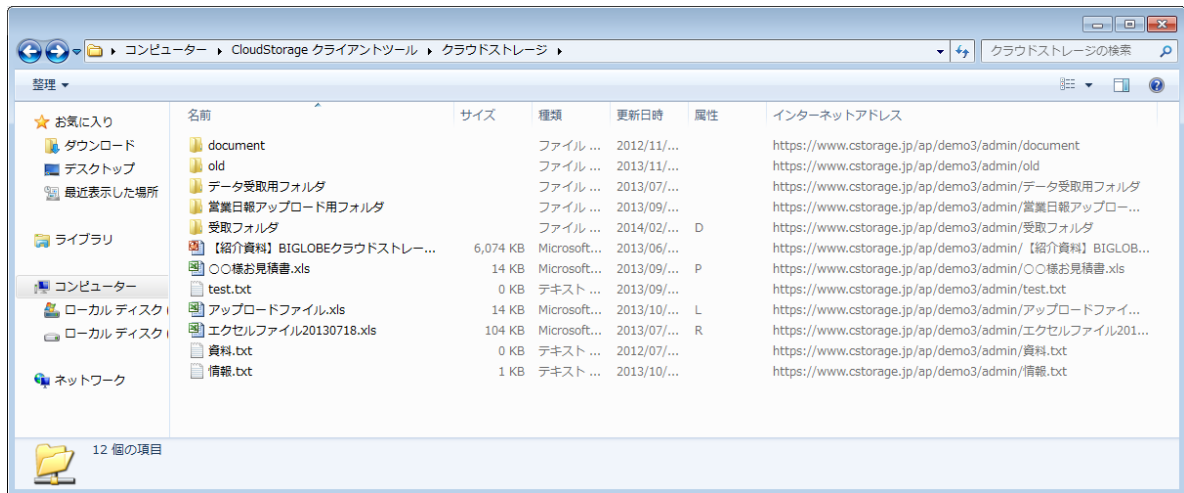 コンピューター CloudStorage クライアントツール クラウドストレージ クラウドストレージの検索
整理
お気に入り
ダウンロード
デスクトップ
最近表示した場所
ライブラリ
コンピューター
ローカル ディスク (
ローカル ディスク (
ネットワーク
名前 サイズ 種類 更新日時 属性 インターネットアドレス
document ファイル ... 2012/11/... https://www.cstorage.jp/ap/demo3/admin/document
old ファイル ... 2013/11/... https://www.cstorage.jp/ap/demo3/admin/old
データ受取用フォルダ ファイル ... 2013/07/... https://www.cstorage.jp/ap/demo3/admin/データ受取用フォルダ
営業日報アップロード用フォルダ ファイル ... 2013/09/... https://www.cstorage.jp/ap/demo3/admin/営業日報アップロー...
受取フォルダ ファイル ... 2014/02/... D https://www.cstorage.jp/ap/demo3/admin/受取フォルダ
【紹介資料】BIGLOBEクラウドストレー... 6,074 KB Microsoft... 2013/06/... https://www.cstorage.jp/ap/demo3/admin/【紹介資料】BIGLOB...
○○様お見積書.xls 14 KB Microsoft... 2013/09/... P https://www.cstorage.jp/ap/demo3/admin/○○様お見積書.xls
test.txt 0 KB テキスト ... 2013/09/... https://www.cstorage.jp/ap/demo3/admin/test.txt
アップロードファイル.xls 14 KB Microsoft... 2013/10/... L https://www.cstorage.jp/ap/demo3/admin/アップロードファイ...
エクセルファイル20130718.xls 104 KB Microsoft... 2013/07/... R https://www.cstorage.jp/ap/demo3/admin/エクセルファイル201...
資料.txt 0 KB テキスト ... 2012/07/... https://www.cstorage.jp/ap/demo3/admin/資料.txt
情報.txt 1 KB テキスト ... 2013/10/... https://www.cstorage.jp/ap/demo3/admin/情報.txt
12 個の項目